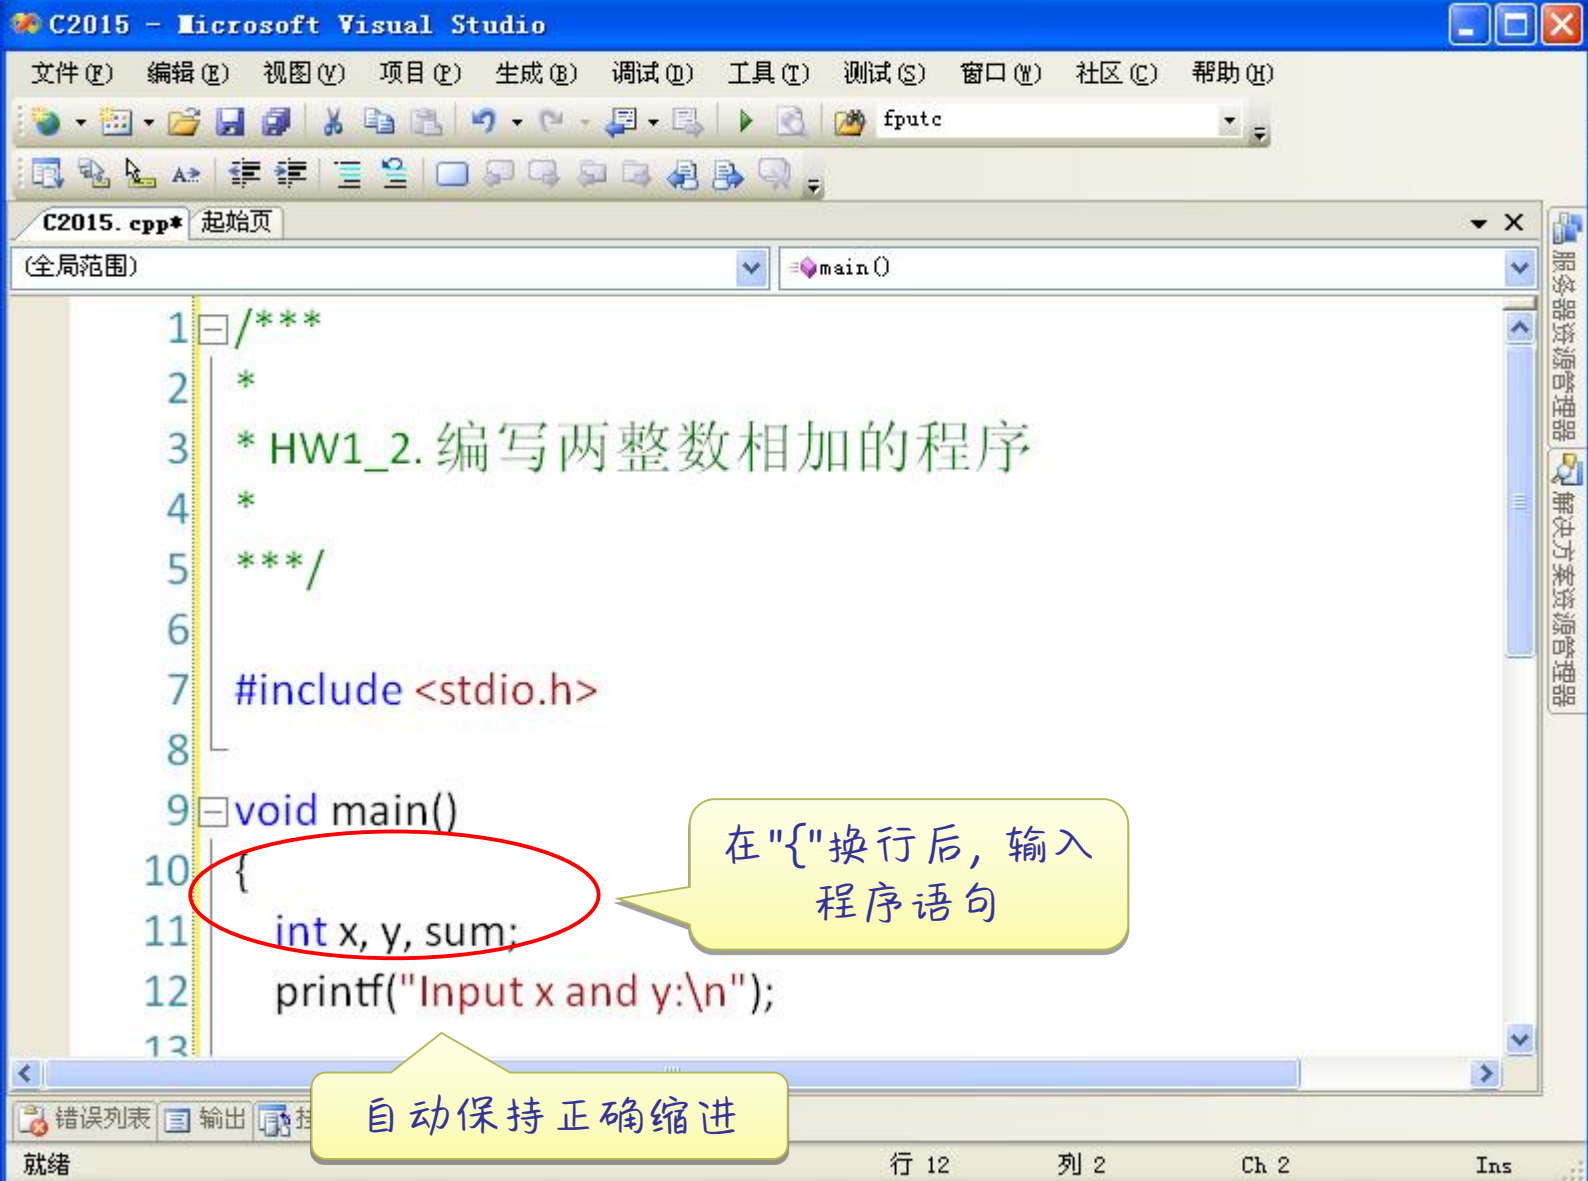 C2015 - Microsoft Visual Studio
文件(F) 编辑(E) 视图(V) 项目(P) 生成(B) 调试(D) 工具(T) 测试(S) 窗口(W) 社区(C) 帮助(H)
fputc
C2015.cpp* 起始页
(全局范围) main()
1 /***
2 *
3 * HW1_2. 编写两整数相加的程序
4 *
5 ***/
6
7 #include <stdio.h>
8
9 void main()
10 {
11 int x, y, sum;
12 printf("Input x and y:\n");
13
在"{"换行后, 输入
程序语句
自动保持正确缩进
服务器资源管理器
解决方案资源管理器
错误列表 输出
就绪 行 12 列 2 Ch 2 Ins